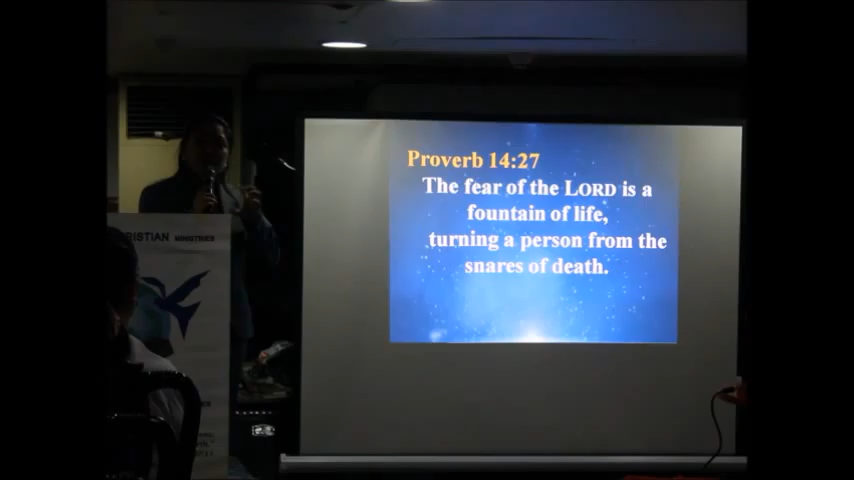 Proverb 14:27
The fear of the LORD is a
fountain of life,
turning a person from the
snares of death.
RISTIAN MINISTRIES